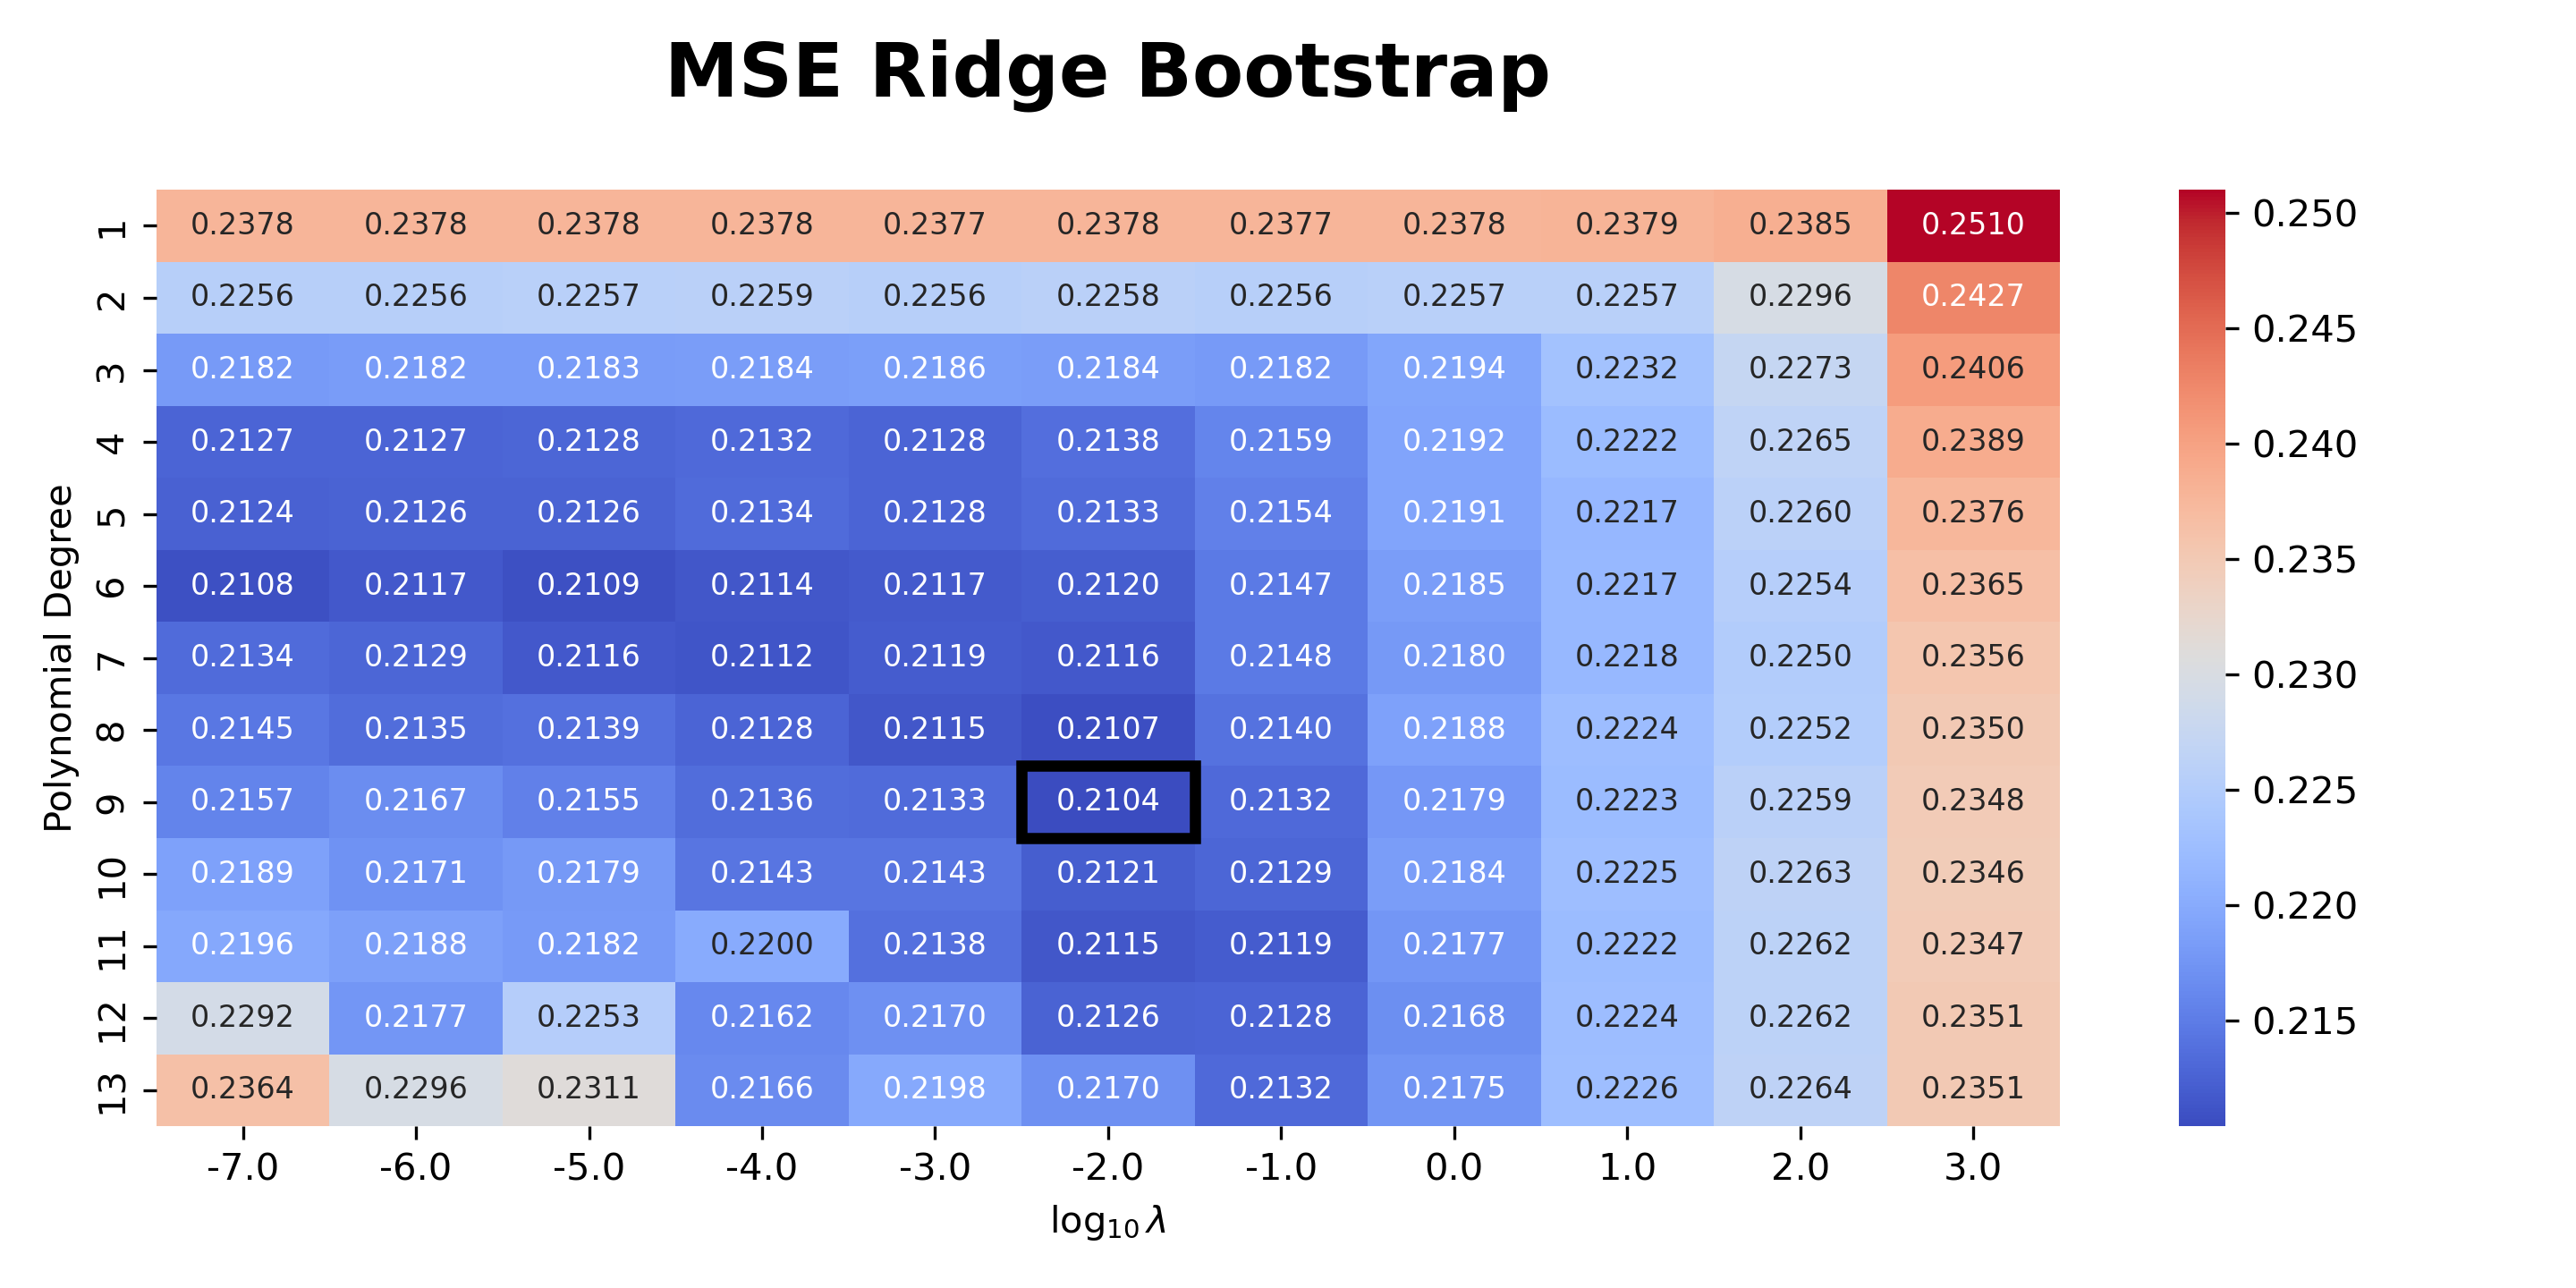 MSE Ridge Bootstrap
Polynomial Degree
1 0.2378 0.2378 0.2378 0.2378 0.2377 0.2378 0.2377 0.2378 0.2379 0.2385 0.2510
2 0.2256 0.2256 0.2257 0.2259 0.2256 0.2258 0.2256 0.2257 0.2257 0.2296 0.2427
3 0.2182 0.2182 0.2183 0.2184 0.2186 0.2184 0.2182 0.2194 0.2232 0.2273 0.2406
4 0.2127 0.2127 0.2128 0.2132 0.2128 0.2138 0.2159 0.2192 0.2222 0.2265 0.2389
5 0.2124 0.2126 0.2126 0.2134 0.2128 0.2133 0.2154 0.2191 0.2217 0.2260 0.2376
6 0.2108 0.2117 0.2109 0.2114 0.2117 0.2120 0.2147 0.2185 0.2217 0.2254 0.2365
7 0.2134 0.2129 0.2116 0.2112 0.2119 0.2116 0.2148 0.2180 0.2218 0.2250 0.2356
8 0.2145 0.2135 0.2139 0.2128 0.2115 0.2107 0.2140 0.2188 0.2224 0.2252 0.2350
9 0.2157 0.2167 0.2155 0.2136 0.2133 0.2104 0.2132 0.2179 0.2223 0.2259 0.2348
10 0.2189 0.2171 0.2179 0.2143 0.2143 0.2121 0.2129 0.2184 0.2225 0.2263 0.2346
11 0.2196 0.2188 0.2182 0.2200 0.2138 0.2115 0.2119 0.2177 0.2222 0.2262 0.2347
12 0.2292 0.2177 0.2253 0.2162 0.2170 0.2126 0.2128 0.2168 0.2224 0.2262 0.2351
13 0.2364 0.2296 0.2311 0.2166 0.2198 0.2170 0.2132 0.2175 0.2226 0.2264 0.2351
-7.0 -6.0 -5.0 -4.0 -3.0 -2.0 -1.0 0.0 1.0 2.0 3.0
log₁₀ λ
0.250
0.245
0.240
0.235
0.230
0.225
0.220
0.215